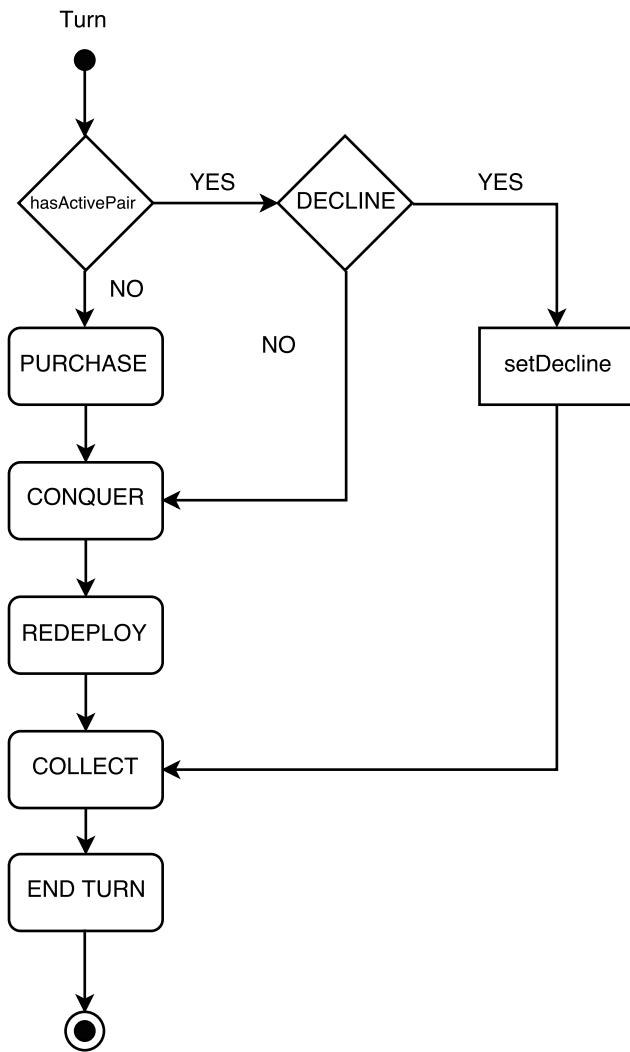 Turn
hasActivePair
YES
DECLINE
YES
NO
PURCHASE
NO
setDecline
CONQUER
REDEPLOY
COLLECT
END TURN